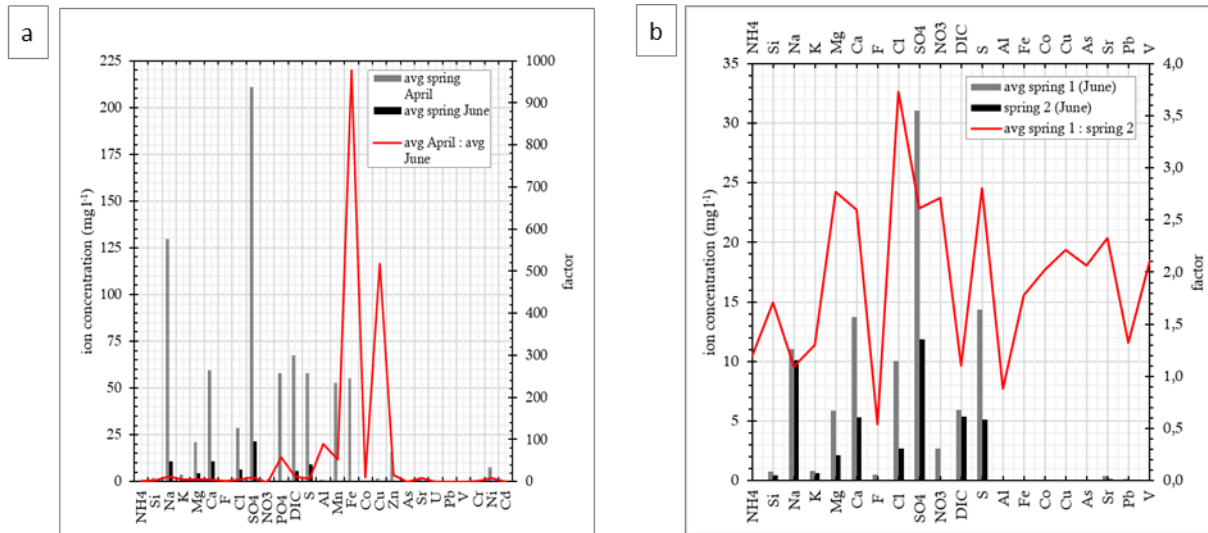 a
225
200
175
150
125
100
75
50
25
0
ion concentration (mg l⁻¹)
1000
900
800
700
600
500
400
300
200
100
0
factor
avg spring
April
avg spring June
avg April : avg
June
NH4
Si
Na
K
Mg
Ca
F
Cl
SO4
NO3
PO4
DIC
S
Al
Mn
Fe
Co
Cu
Zn
As
Sr
U
Pb
V
Cr
Ni
Cd
b
NH4
Si
Na
K
Mg
Ca
F
Cl
SO4
NO3
DIC
S
Al
Fe
Co
Cu
As
Sr
Pb
V
35
30
25
20
15
10
5
0
ion concentration (mg l⁻¹)
4,0
3,5
3,0
2,5
2,0
1,5
1,0
0,5
0,0
factor
avg spring 1 (June)
spring 2 (June)
avg spring 1 : spring 2
NH4
Si
Na
K
Mg
Ca
F
Cl
SO4
NO3
DIC
S
Al
Fe
Co
Cu
As
Sr
Pb
V